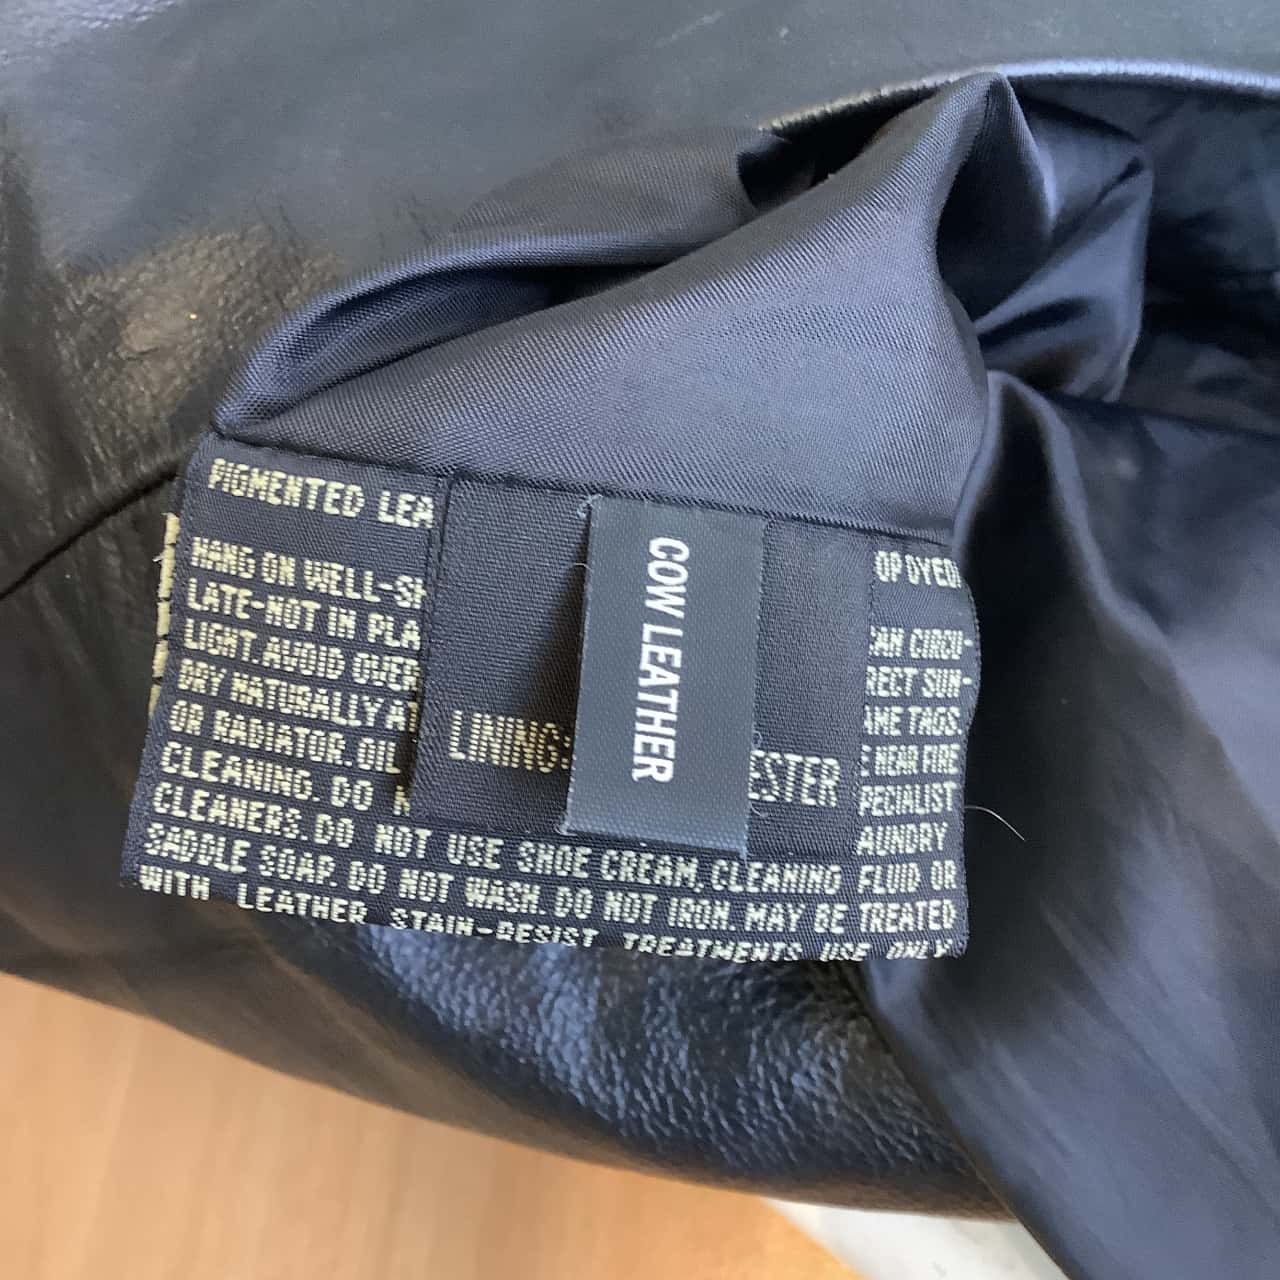 PIGMENTED LEA
OP DYED
HANG ON WELL-SH
AN CIRCU-
LATE-NOT IN PLA
RECT SUN-
LIGHT. AVOID OVER
AME TAGS.
DRY NATURALLY AT
E NEAR FIRE
OR RADIATOR. OIL
PECIALIST
CLEANING. DO N
AUNDRY
CLEANERS. DO NOT USE SHOE CREAM, CLEANING FLUID OR
SADDLE SOAP. DO NOT WASH. DO NOT IRON. MAY BE TREATED
WITH LEATHER STAIN-RESIST TREATMENTS USE ONLY
LINING:
ESTER
COW LEATHER